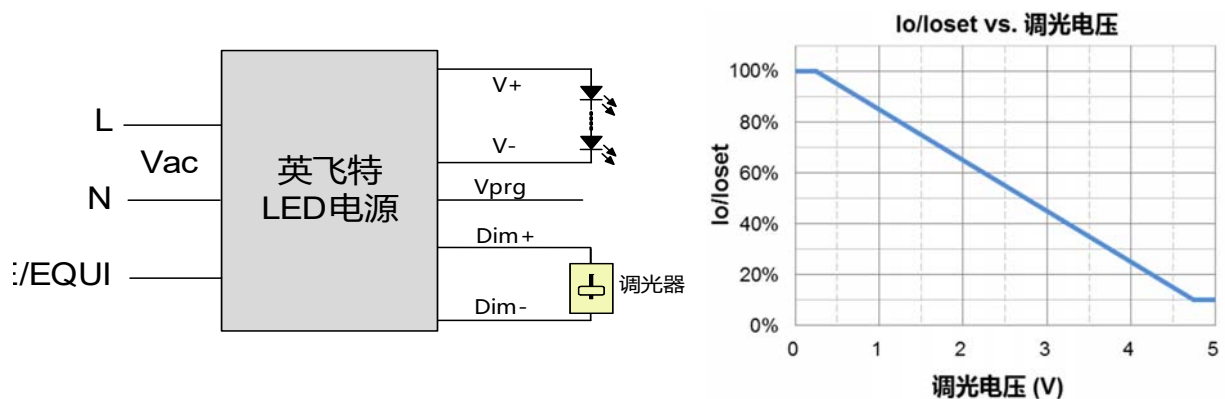 L
Vac
N
E/EQUI
英飞特
LED电源
V+
V-
Vprg
Dim+
Dim-
调光器
Io/Ioset vs. 调光电压
Io/Ioset
100%
80%
60%
40%
20%
0%
0 1 2 3 4 5
调光电压 (V)